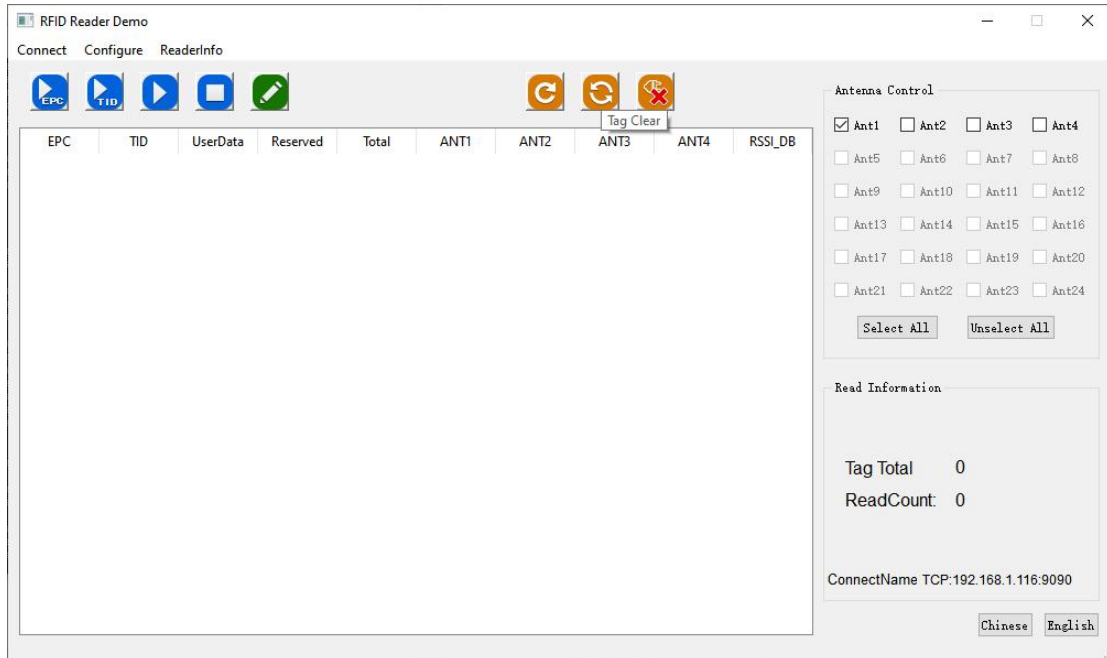 RFID Reader Demo
Connect Configure ReaderInfo
EPC TID
Tag Clear
EPC TID UserData Reserved Total ANT1 ANT2 ANT3 ANT4 RSSI_DB
Antenna Control
Ant1 Ant2 Ant3 Ant4
Ant5 Ant6 Ant7 Ant8
Ant9 Ant10 Ant11 Ant12
Ant13 Ant14 Ant15 Ant16
Ant17 Ant18 Ant19 Ant20
Ant21 Ant22 Ant23 Ant24
Select All Unselect All
Read Information
Tag Total 0
ReadCount: 0
ConnectName TCP:192.168.1.116:9090
Chinese English